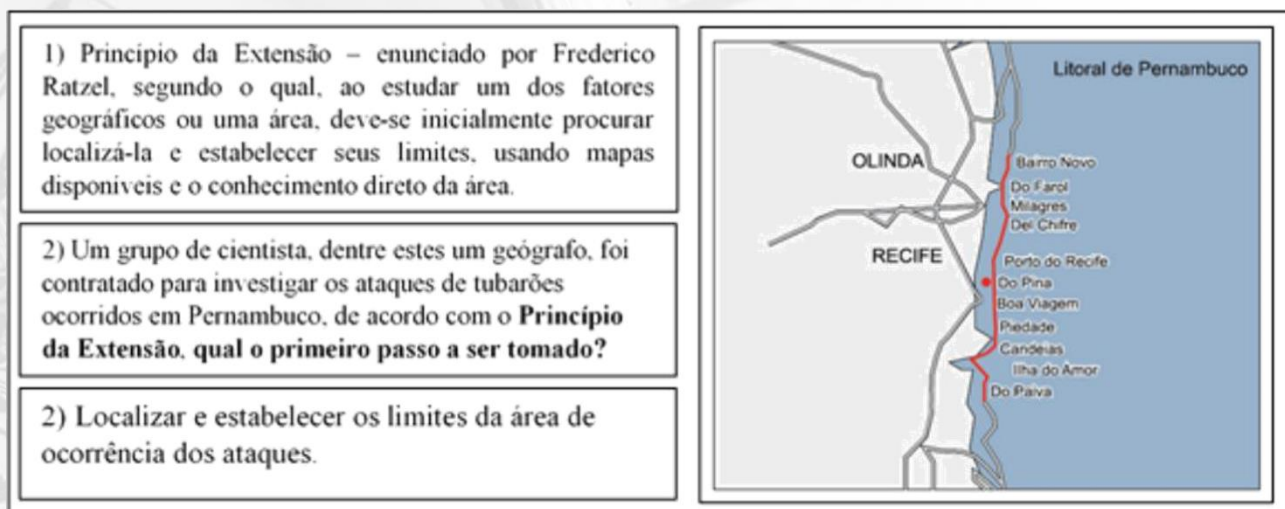 1) Princípio da Extensão – enunciado por Frederico
Ratzel, segundo o qual, ao estudar um dos fatores
geográficos ou uma área, deve-se inicialmente procurar
localizá-la e estabelecer seus limites, usando mapas
disponíveis e o conhecimento direto da área.
2) Um grupo de cientista, dentre estes um geógrafo, foi
contratado para investigar os ataques de tubarões
ocorridos em Pernambuco, de acordo com o Princípio
da Extensão, qual o primeiro passo a ser tomado?
2) Localizar e estabelecer os limites da área de
ocorrência dos ataques.
Litoral de Pernambuco
OLINDA
Bairro Novo
Do Farol
Milagres
Del Chifre
RECIFE
Porto do Recife
Do Pina
Boa Viagem
Piedade
Candeias
Ilha do Amor
Do Paiva